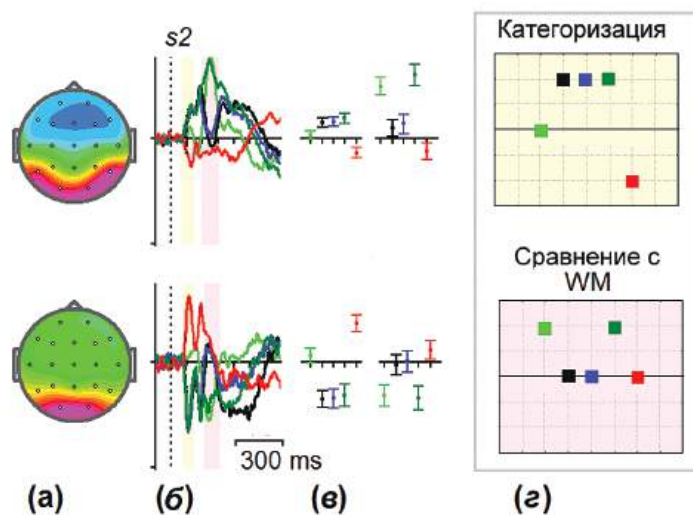 s2
Категоризация
Сравнение с
WM
300 ms
(а)
(б)
(в)
(г)